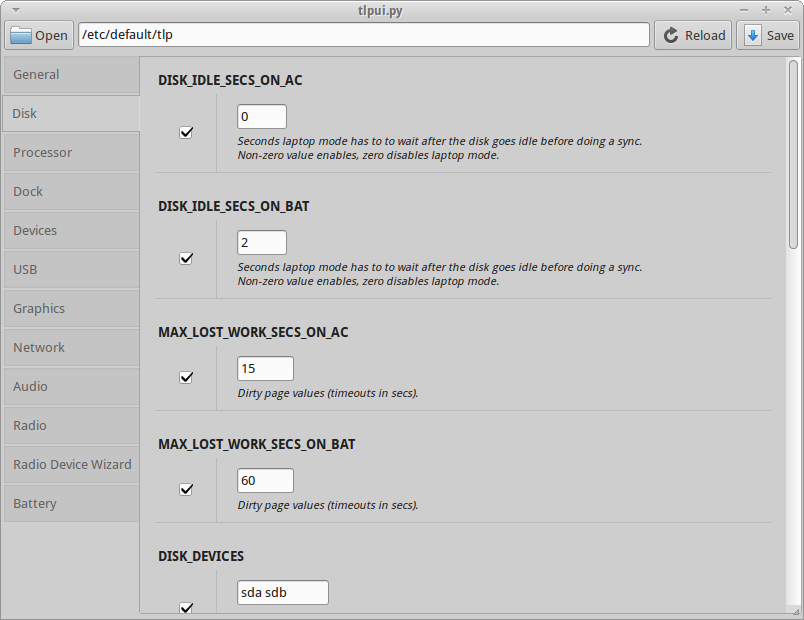 tlpui.py
Open
/etc/default/tlp
Reload
Save
General
Disk
Processor
Dock
Devices
USB
Graphics
Network
Audio
Radio
Radio Device Wizard
Battery
DISK_IDLE_SECS_ON_AC
0
Seconds laptop mode has to to wait after the disk goes idle before doing a sync.
Non-zero value enables, zero disables laptop mode.
DISK_IDLE_SECS_ON_BAT
2
Seconds laptop mode has to to wait after the disk goes idle before doing a sync.
Non-zero value enables, zero disables laptop mode.
MAX_LOST_WORK_SECS_ON_AC
15
Dirty page values (timeouts in secs).
MAX_LOST_WORK_SECS_ON_BAT
60
Dirty page values (timeouts in secs).
DISK_DEVICES
sda sdb